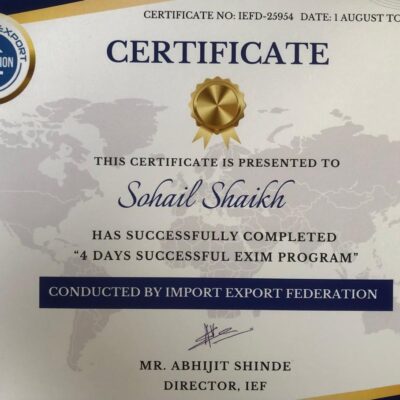 CERTIFICATE NO: IEFD-25954 DATE: 1 AUGUST TO
EXPORT
CERTIFICATE
THIS CERTIFICATE IS PRESENTED TO
Sohail Shaikh
HAS SUCCESSFULLY COMPLETED
“4 DAYS SUCCESSFUL EXIM PROGRAM”
CONDUCTED BY IMPORT EXPORT FEDERATION
MR. ABHIJIT SHINDE
DIRECTOR, IEF